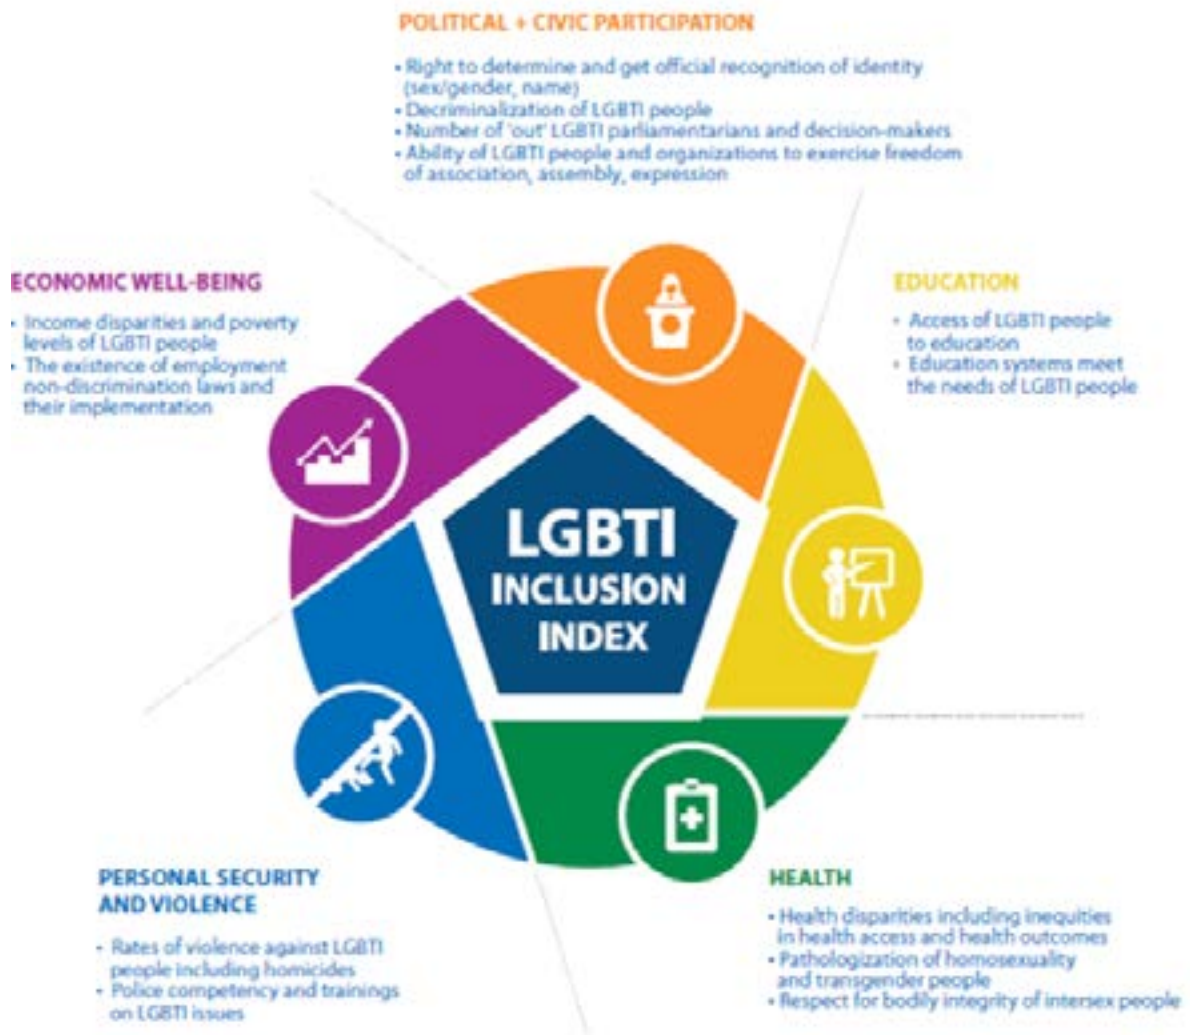 POLITICAL + CIVIC PARTICIPATION
• Right to determine and get official recognition of identity
(sex/gender, name)
• Decriminalization of LGBTI people
• Number of 'out' LGBTI parliamentarians and decision-makers
• Ability of LGBTI people and organizations to exercise freedom
of association, assembly, expression
ECONOMIC WELL-BEING
• Income disparities and poverty
levels of LGBTI people
• The existence of employment
non-discrimination laws and
their implementation
EDUCATION
• Access of LGBTI people
to education
• Education systems meet
the needs of LGBTI people
LGBTI
INCLUSION
INDEX
PERSONAL SECURITY
AND VIOLENCE
• Rates of violence against LGBTI
people including homicides
• Police competency and trainings
on LGBTI issues
HEALTH
• Health disparities including inequities
in health access and health outcomes
• Pathologization of homosexuality
and transgender people
• Respect for bodily integrity of intersex people